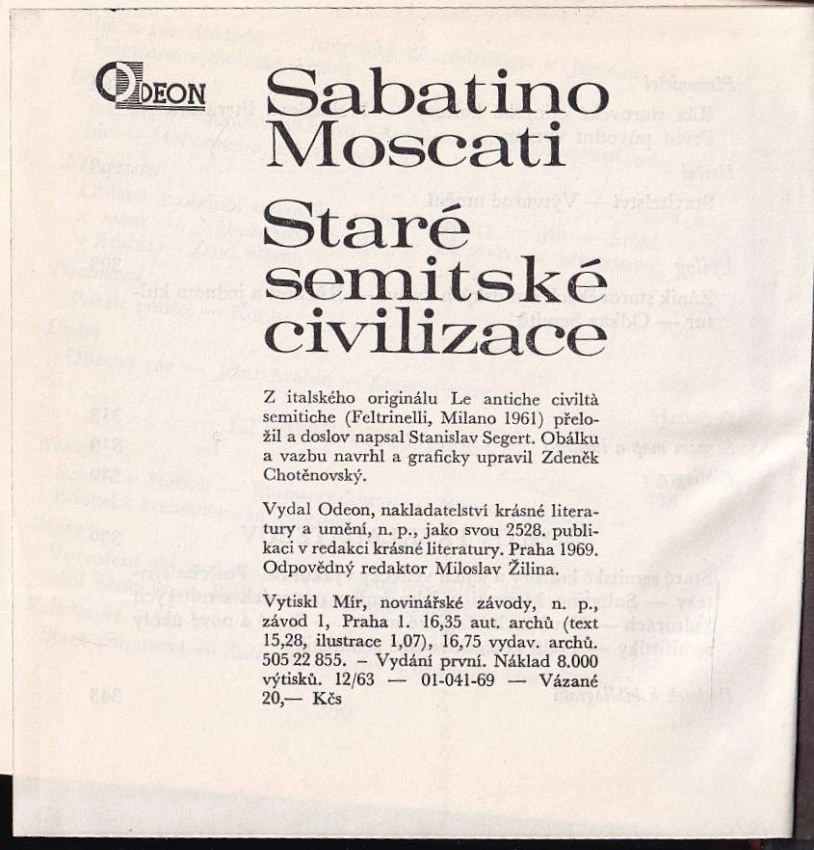 ODEON
Sabatino
Moscati
Staré
semitské
civilizace
Z italského originálu Le antiche civiltà
semitiche (Feltrinelli, Milano 1961) přelo-
žil a doslov napsal Stanislav Segert. Obálku
a vazbu navrhl a graficky upravil Zdeněk
Chotěnovský.
Vydal Odeon, nakladatelství krásné litera-
tury a umění, n. p., jako svou 2528. publi-
kaci v redakci krásné literatury. Praha 1969.
Odpovědný redaktor Miloslav Žilina.
Vytiskl Mír, novinářské závody, n. p.,
závod 1, Praha 1. 16,35 aut. archů (text
15,28, ilustrace 1,07), 16,75 vydav. archů.
505 22 855. – Vydání první. Náklad 8.000
výtisků. 12/63 — 01-041-69 — Vázané
20,— Kčs